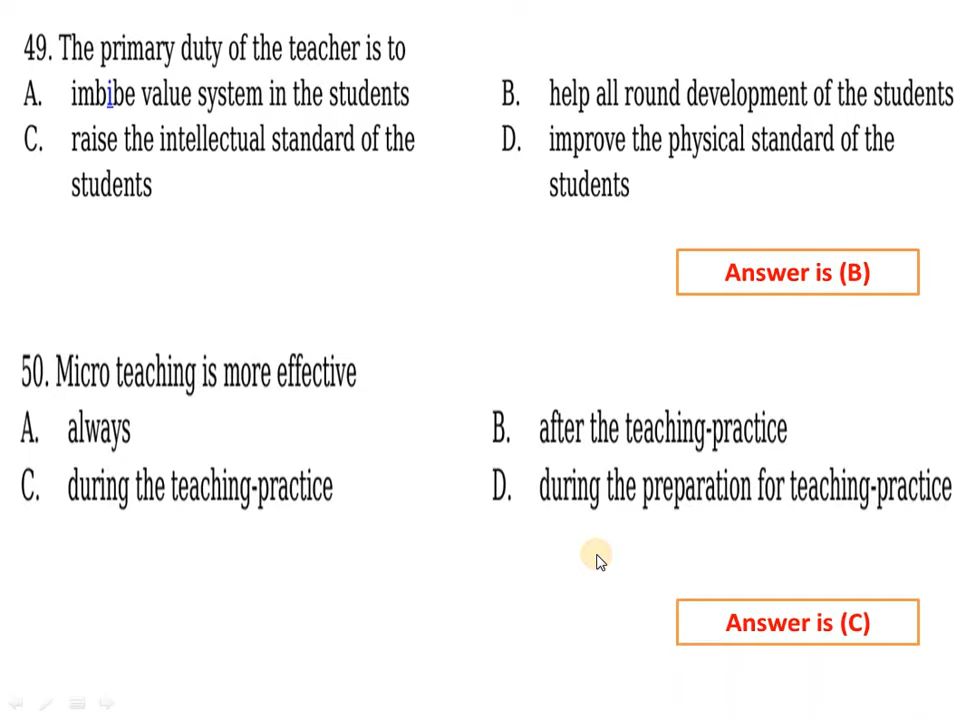 49. The primary duty of the teacher is to
A. imbibe value system in the students
B. help all round development of the students
C. raise the intellectual standard of the
students
D. improve the physical standard of the
students
Answer is (B)
50. Micro teaching is more effective
A. always
B. after the teaching-practice
C. during the teaching-practice
D. during the preparation for teaching-practice
Answer is (C)